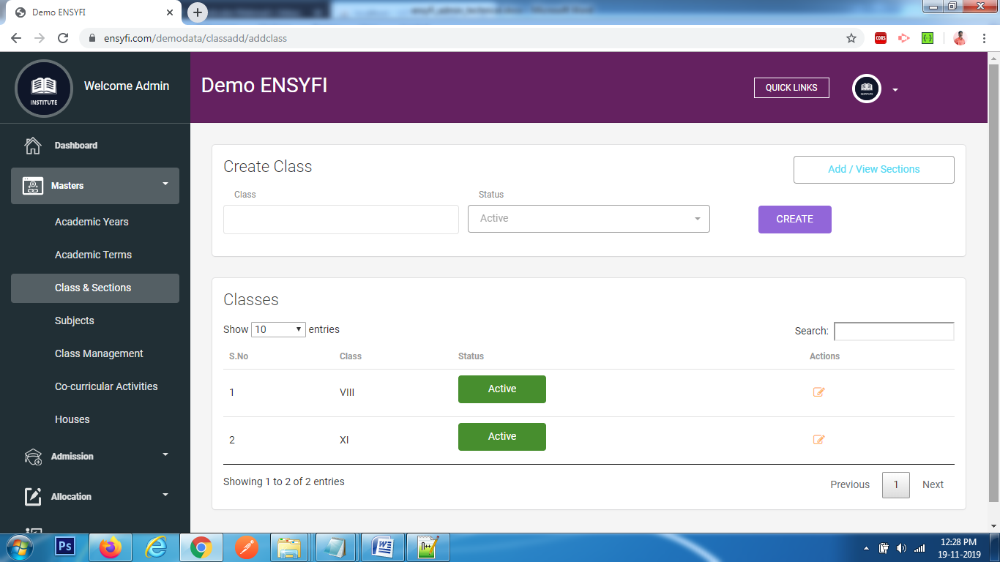 Demo ENSYFI
ensyfi.com/demodata/classadd/addclass
CORS
INSTITUTE
Welcome Admin
Demo ENSYFI
QUICK LINKS
INSTITUTE
Dashboard
Masters
Academic Years
Academic Terms
Class & Sections
Subjects
Class Management
Co-curricular Activities
Houses
Admission
Allocation
Create Class
Add / View Sections
Class
Status
Active
CREATE
Classes
Show 10 entries
Search:
S.No Class Status Actions
1 VIII Active
2 XI Active
Showing 1 to 2 of 2 entries
Previous 1 Next
Ps
12:28 PM
19-11-2019